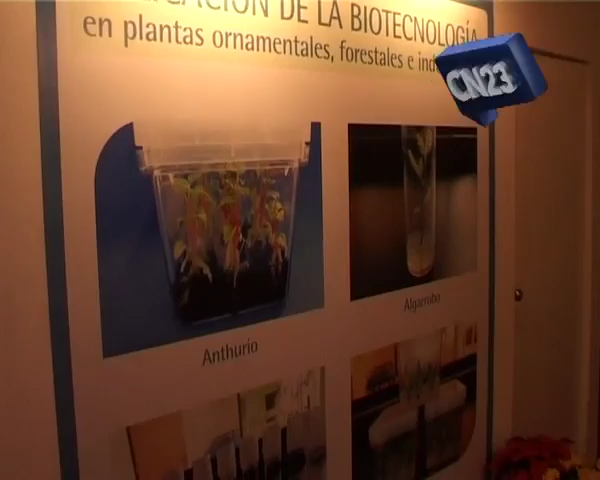 CACIÓN DE LA BIOTECNOLOGÍA
en plantas ornamentales, forestales e ind
CN23
Anthurio
Algarrobo